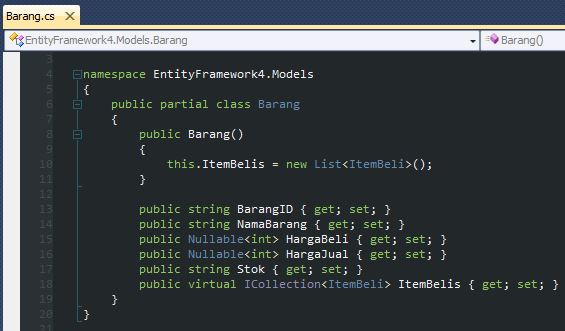 Barang.cs
EntityFramework4.Models.Barang
Barang()
3
4 namespace EntityFramework4.Models
5 {
6 public partial class Barang
7 {
8 public Barang()
9 {
10 this.ItemBelis = new List<ItemBeli>();
11 }
12
13 public string BarangID { get; set; }
14 public string NamaBarang { get; set; }
15 public Nullable<int> HargaBeli { get; set; }
16 public Nullable<int> HargaJual { get; set; }
17 public string Stok { get; set; }
18 public virtual ICollection<ItemBeli> ItemBelis { get; set; }
19 }
20 }
21